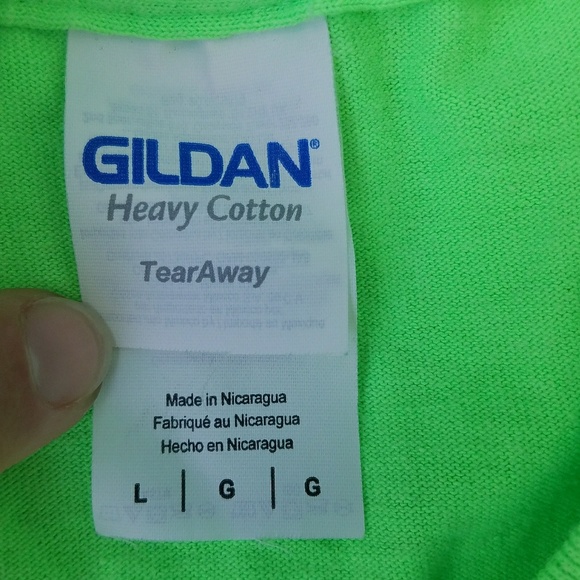 GILDAN®
Heavy Cotton
TearAway
Made in Nicaragua
Fabriqué au Nicaragua
Hecho en Nicaragua
L | G | G